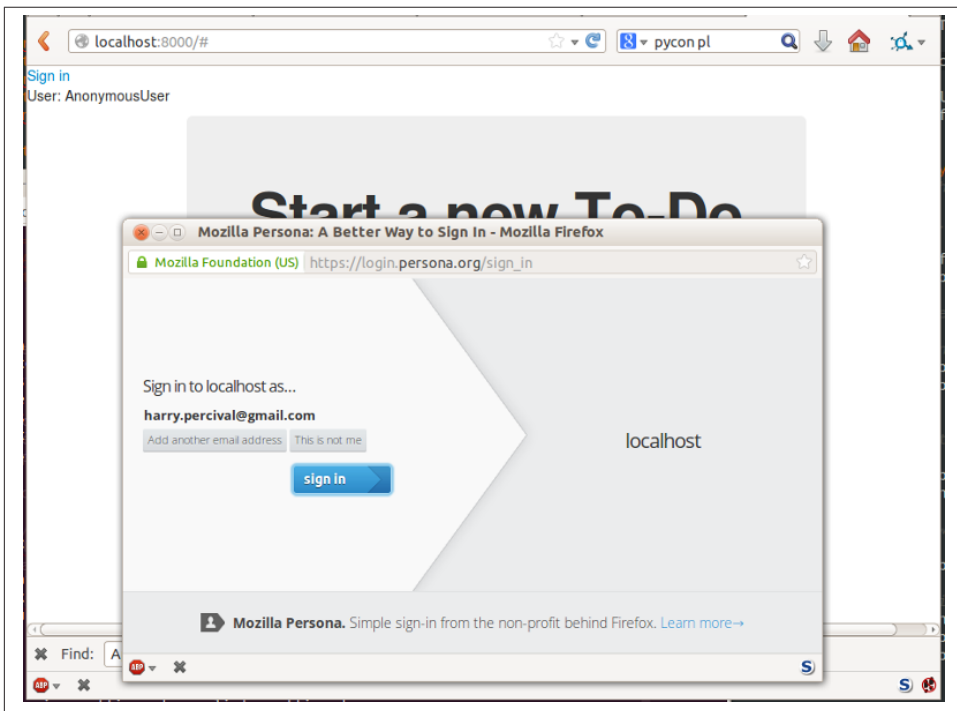 localhost:8000/#
8 pycon pl
Sign in
User: AnonymousUser
Start a new To-Do
Mozilla Persona: A Better Way to Sign In - Mozilla Firefox
Mozilla Foundation (US) https://login.persona.org/sign_in
Sign in to localhost as...
harry.percival@gmail.com
Add another email address This is not me
sign in
localhost
Mozilla Persona. Simple sign-in from the non-profit behind Firefox. Learn more→
Find: A
ABP S
ABP S